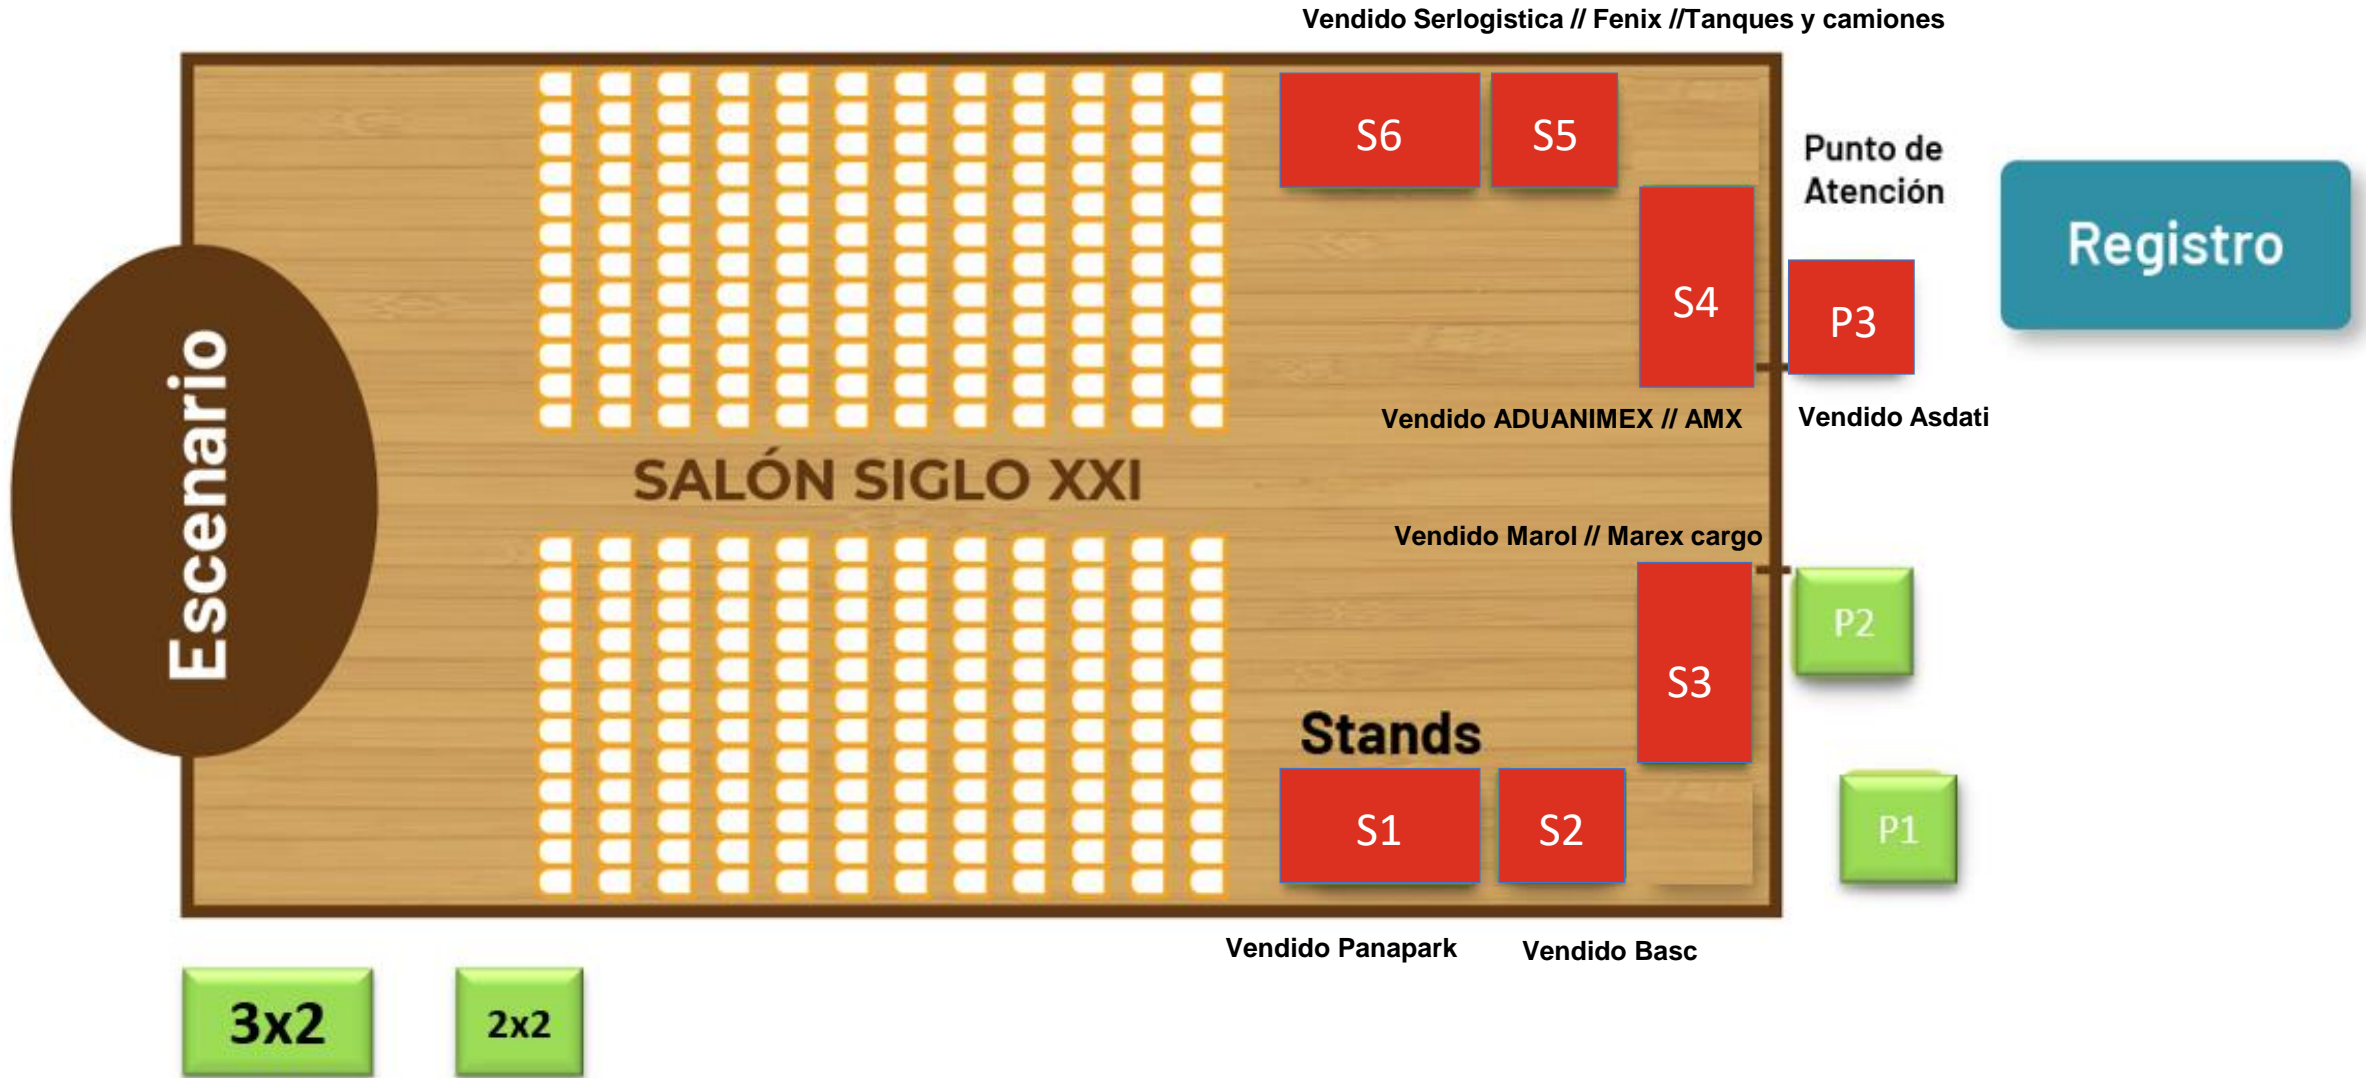 Vendido Serlogistica // Fenix //Tanques y camiones
S6
S5
Punto de
Atención
Registro
S4
P3
Escenario
Vendido ADUANIMEX // AMX
Vendido Asdati
SALÓN SIGLO XXI
Vendido Marol // Marex cargo
P2
S3
Stands
S1
S2
P1
Vendido Panapark
Vendido Basc
3x2
2x2